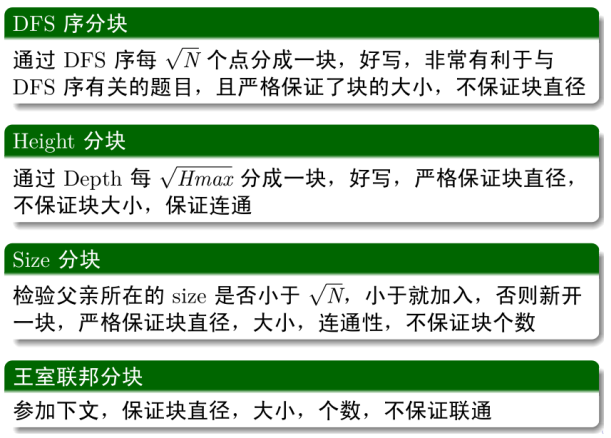 DFS 序分块
通过 DFS 序每 √N 个点分成一块，好写，非常有利于与
DFS 序有关的题目，且严格保证了块的大小，不保证块直径
Height 分块
通过 Depth 每 √Hmax 分成一块，好写，严格保证块直径，
不保证块大小，保证连通
Size 分块
检验父亲所在的 size 是否小于 √N，小于就加入，否则新开
一块，严格保证块直径，大小，连通性，不保证块个数
王室联邦分块
参加下文，保证块直径，大小，个数，不保证联通